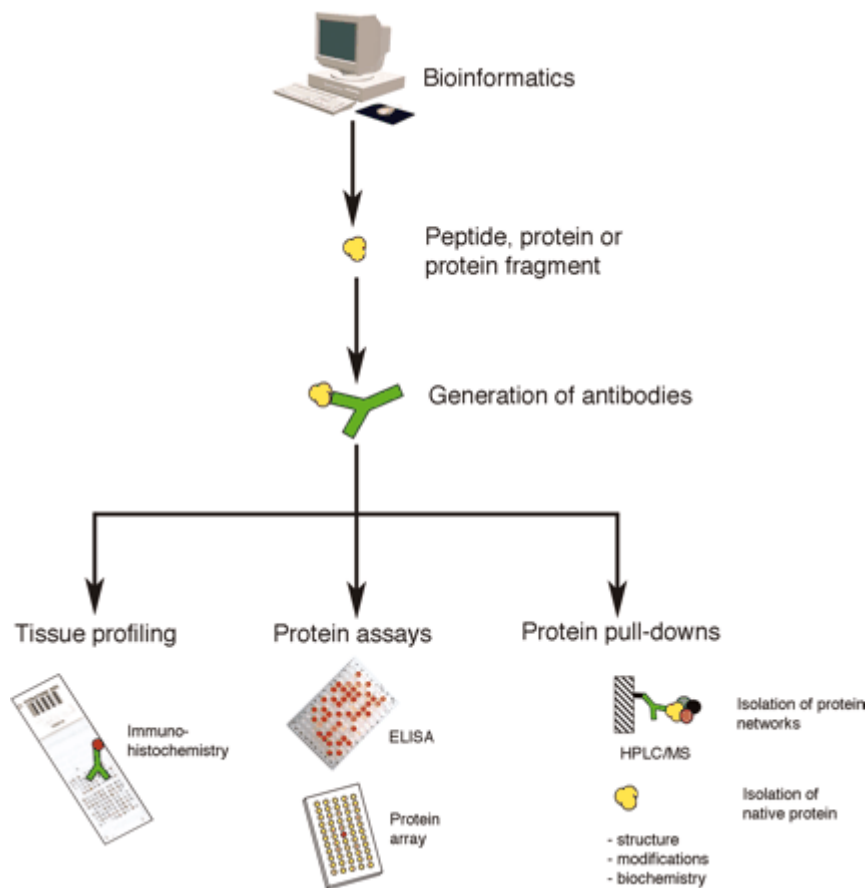 Bioinformatics
Peptide, protein or
protein fragment
Generation of antibodies
Tissue profiling
Protein assays
Protein pull-downs
Immuno-
histochemistry
ELISA
Protein
array
Isolation of protein
networks
HPLC/MS
Isolation of
native protein
- structure
- modifications
- biochemistry